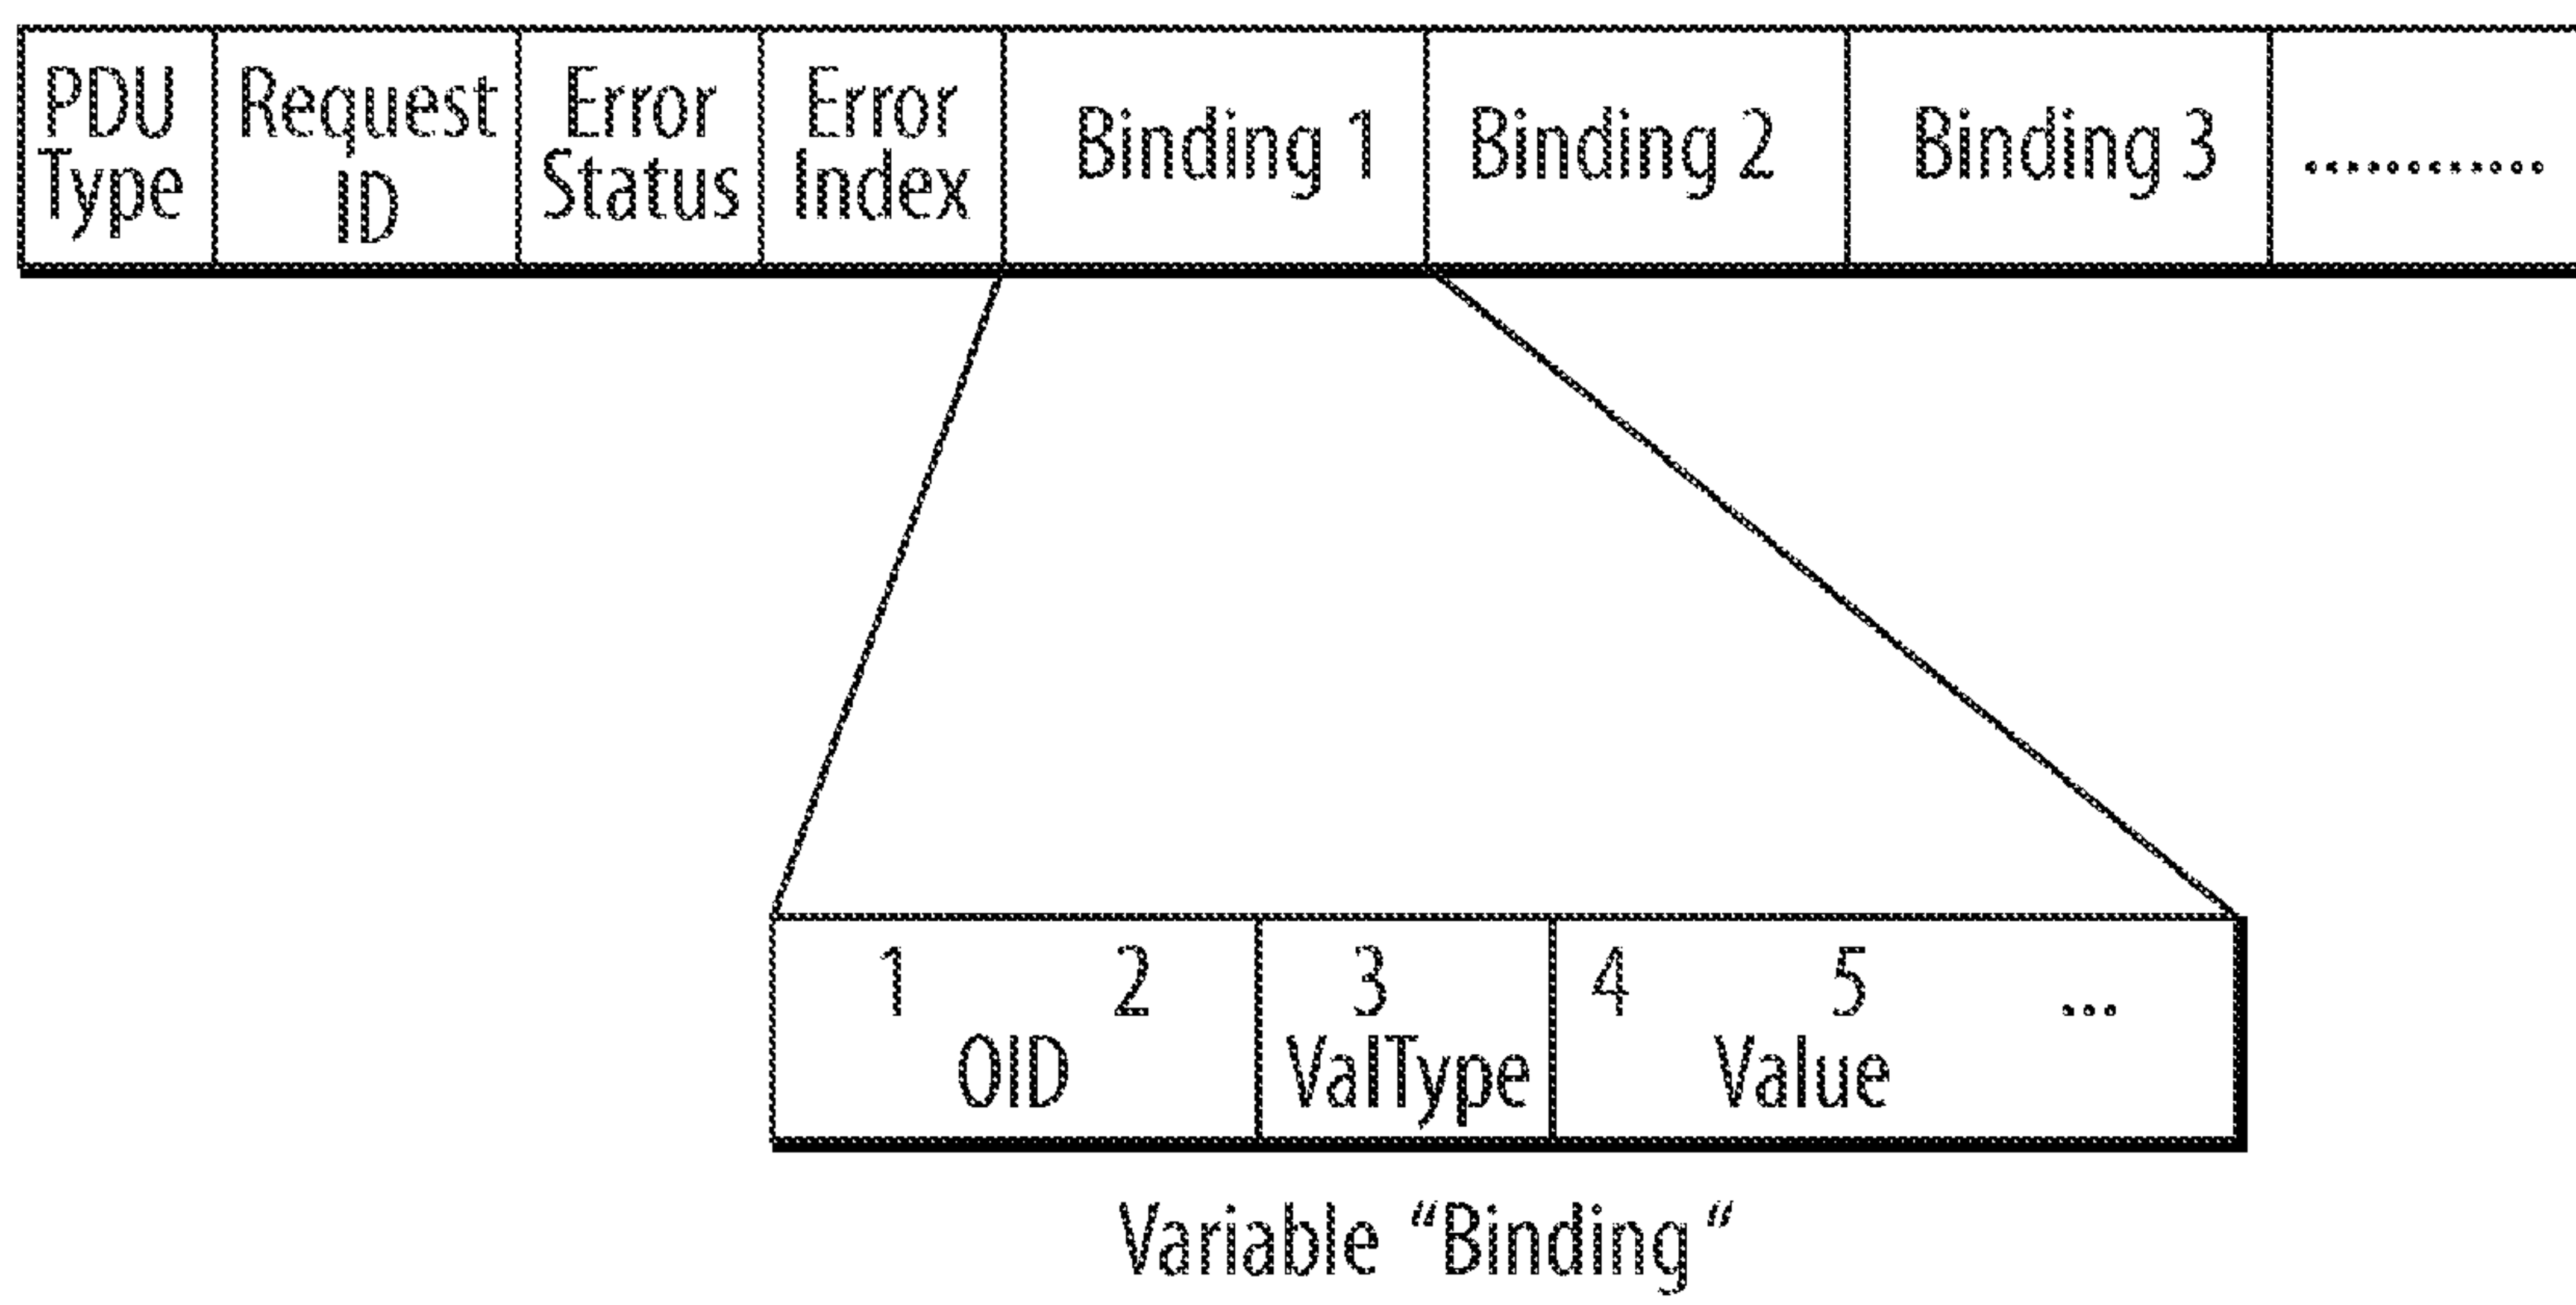 PDU Type
Request ID
Error Status
Error Index
Binding 1
Binding 2
Binding 3
............
1 2
OID
3
ValType
4 5 ...
Value
Variable “Binding“